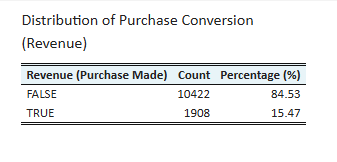 Distribution of Purchase Conversion
(Revenue)
Revenue (Purchase Made) Count Percentage (%)
FALSE 10422 84.53
TRUE 1908 15.47